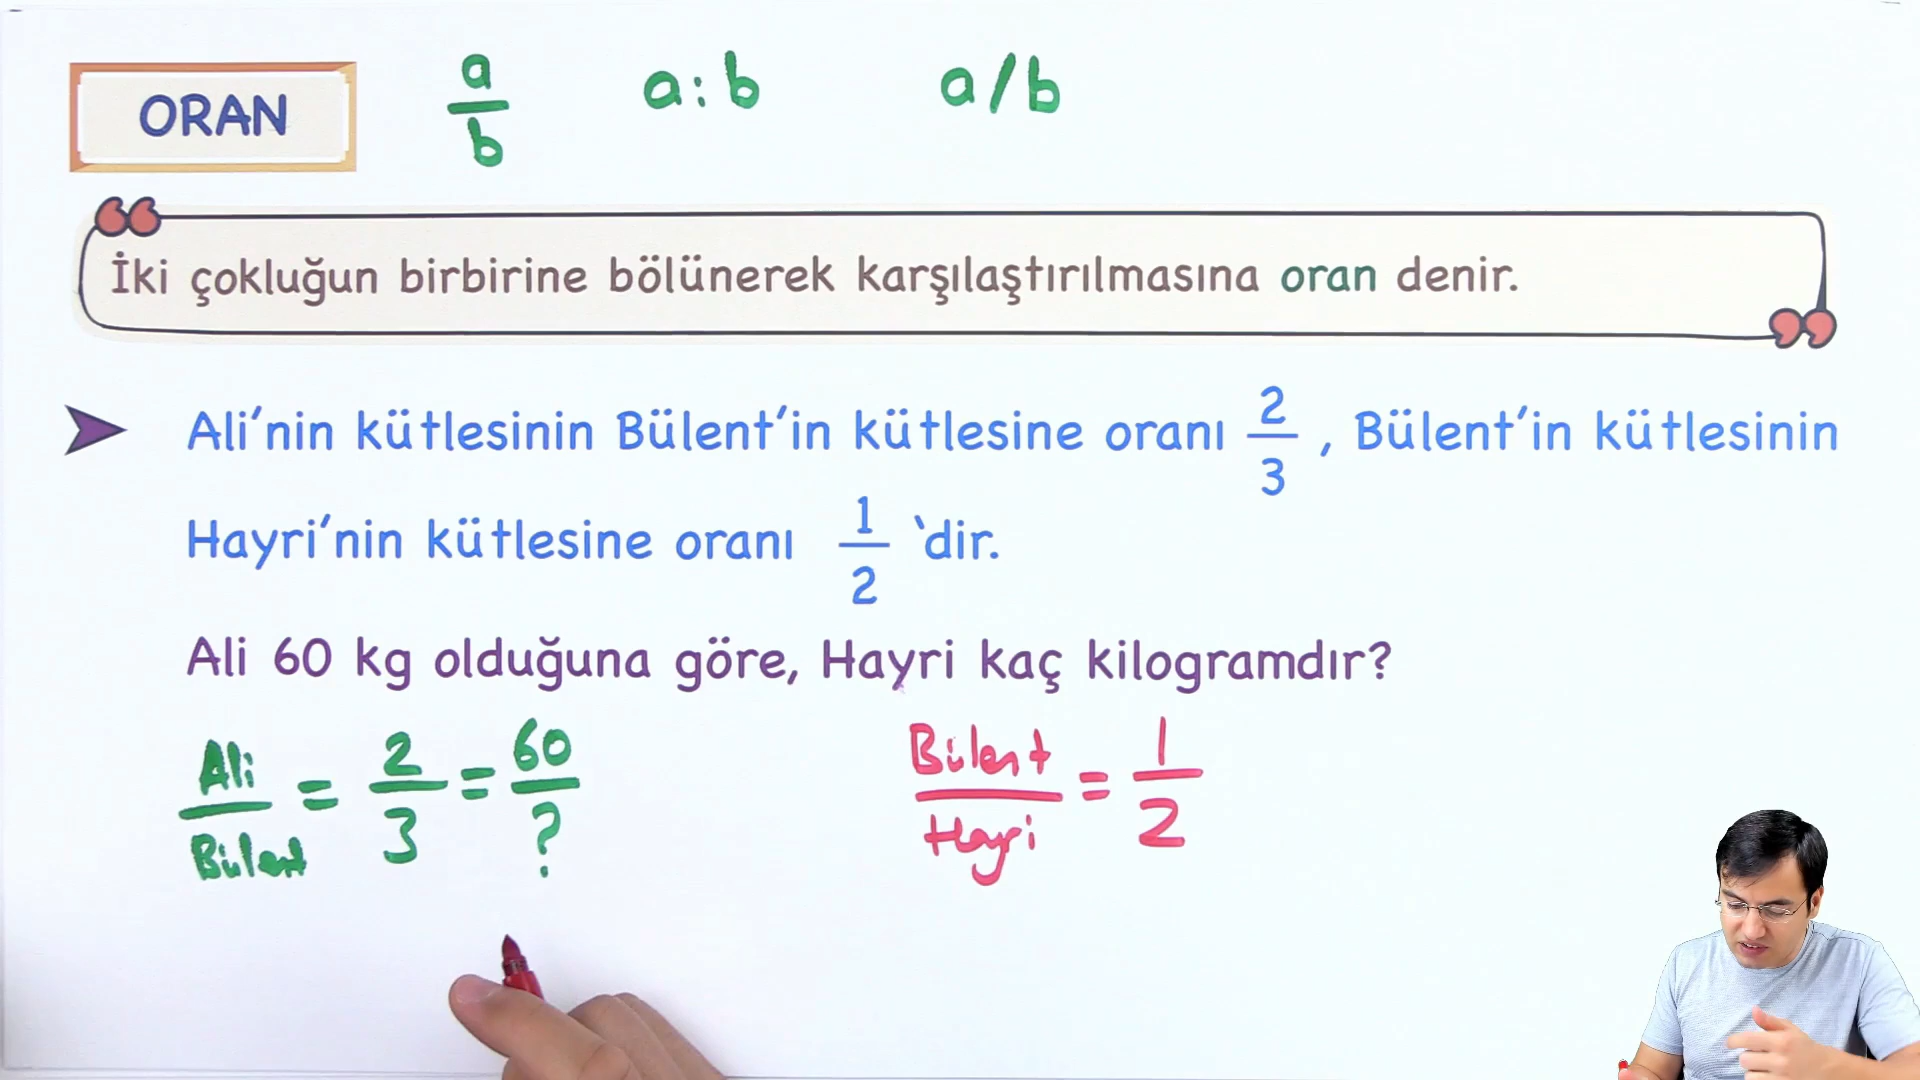 ORAN
a/b a:b a/b
İki çokluğun birbirine bölünerek karşılaştırılmasına oran denir.
Ali'nin kütlesinin Bülent'in kütlesine oranı 2/3 , Bülent'in kütlesinin
Hayri'nin kütlesine oranı 1/2 'dir.
Ali 60 kg olduğuna göre, Hayri kaç kilogramdır?
Ali/Bülent = 2/3 = 60/?
Bülent/Hayri = 1/2